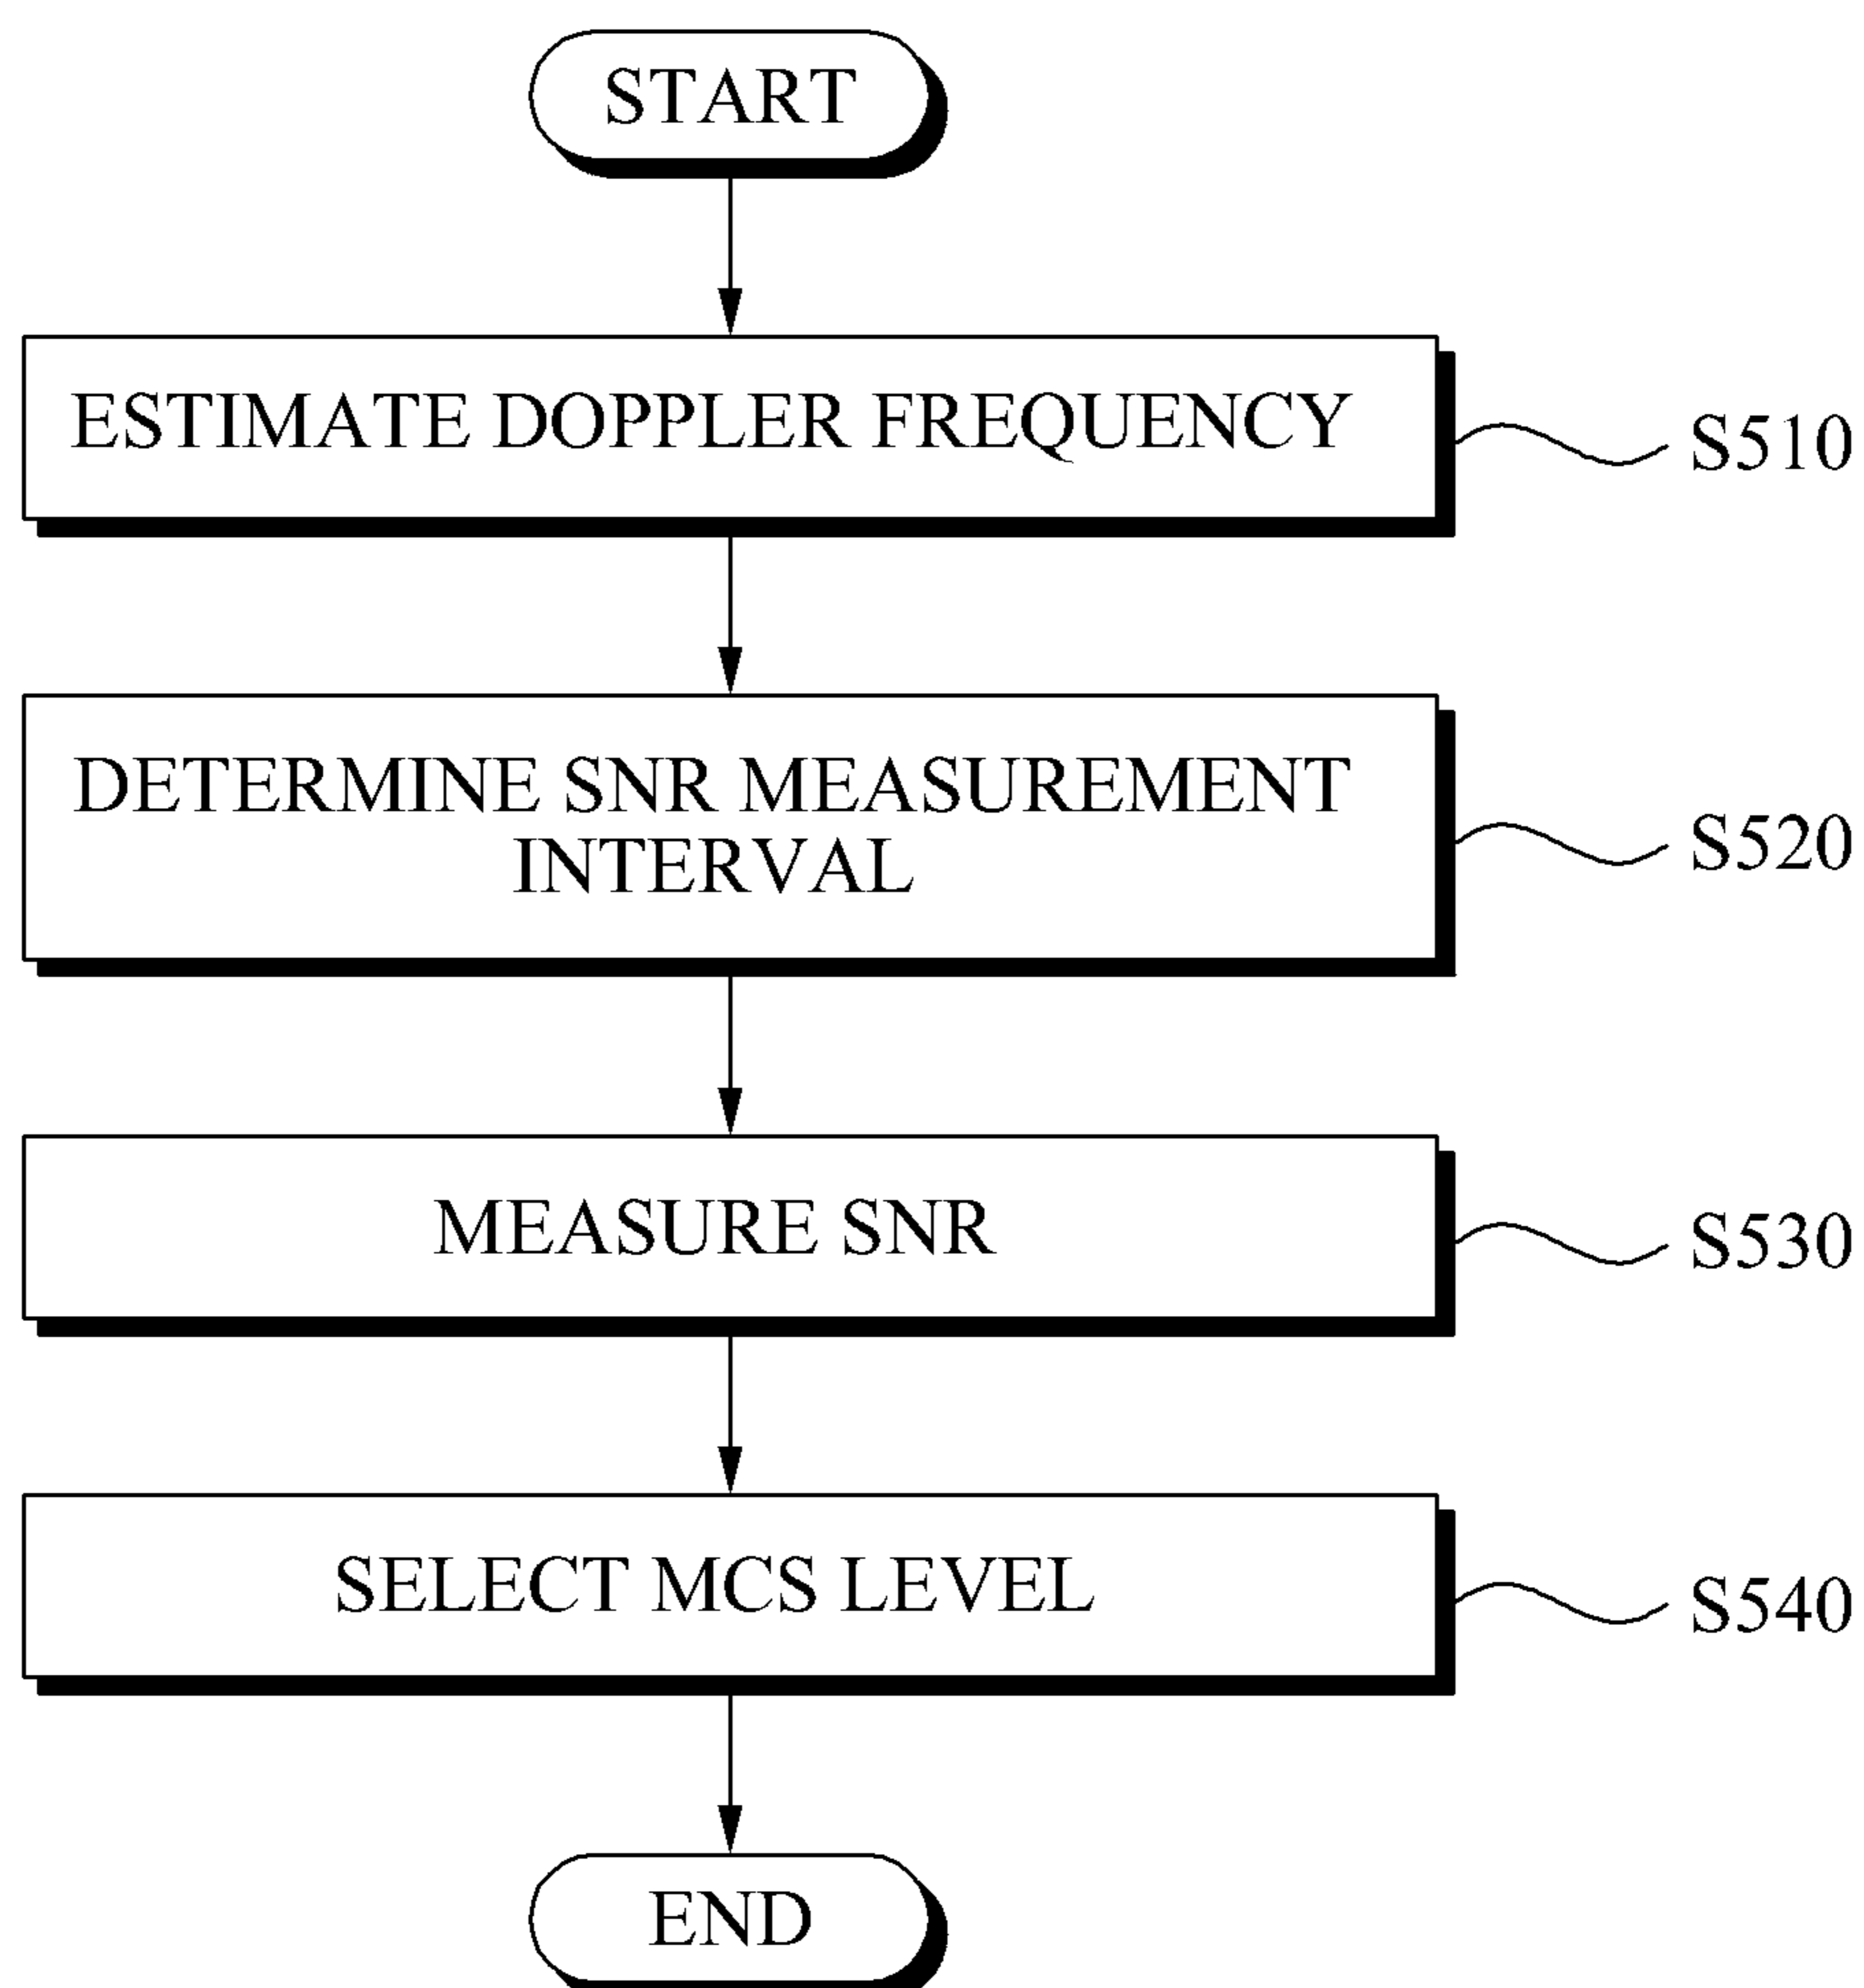 START
ESTIMATE DOPPLER FREQUENCY
S510
DETERMINE SNR MEASUREMENT
INTERVAL
S520
MEASURE SNR
S530
SELECT MCS LEVEL
S540
END